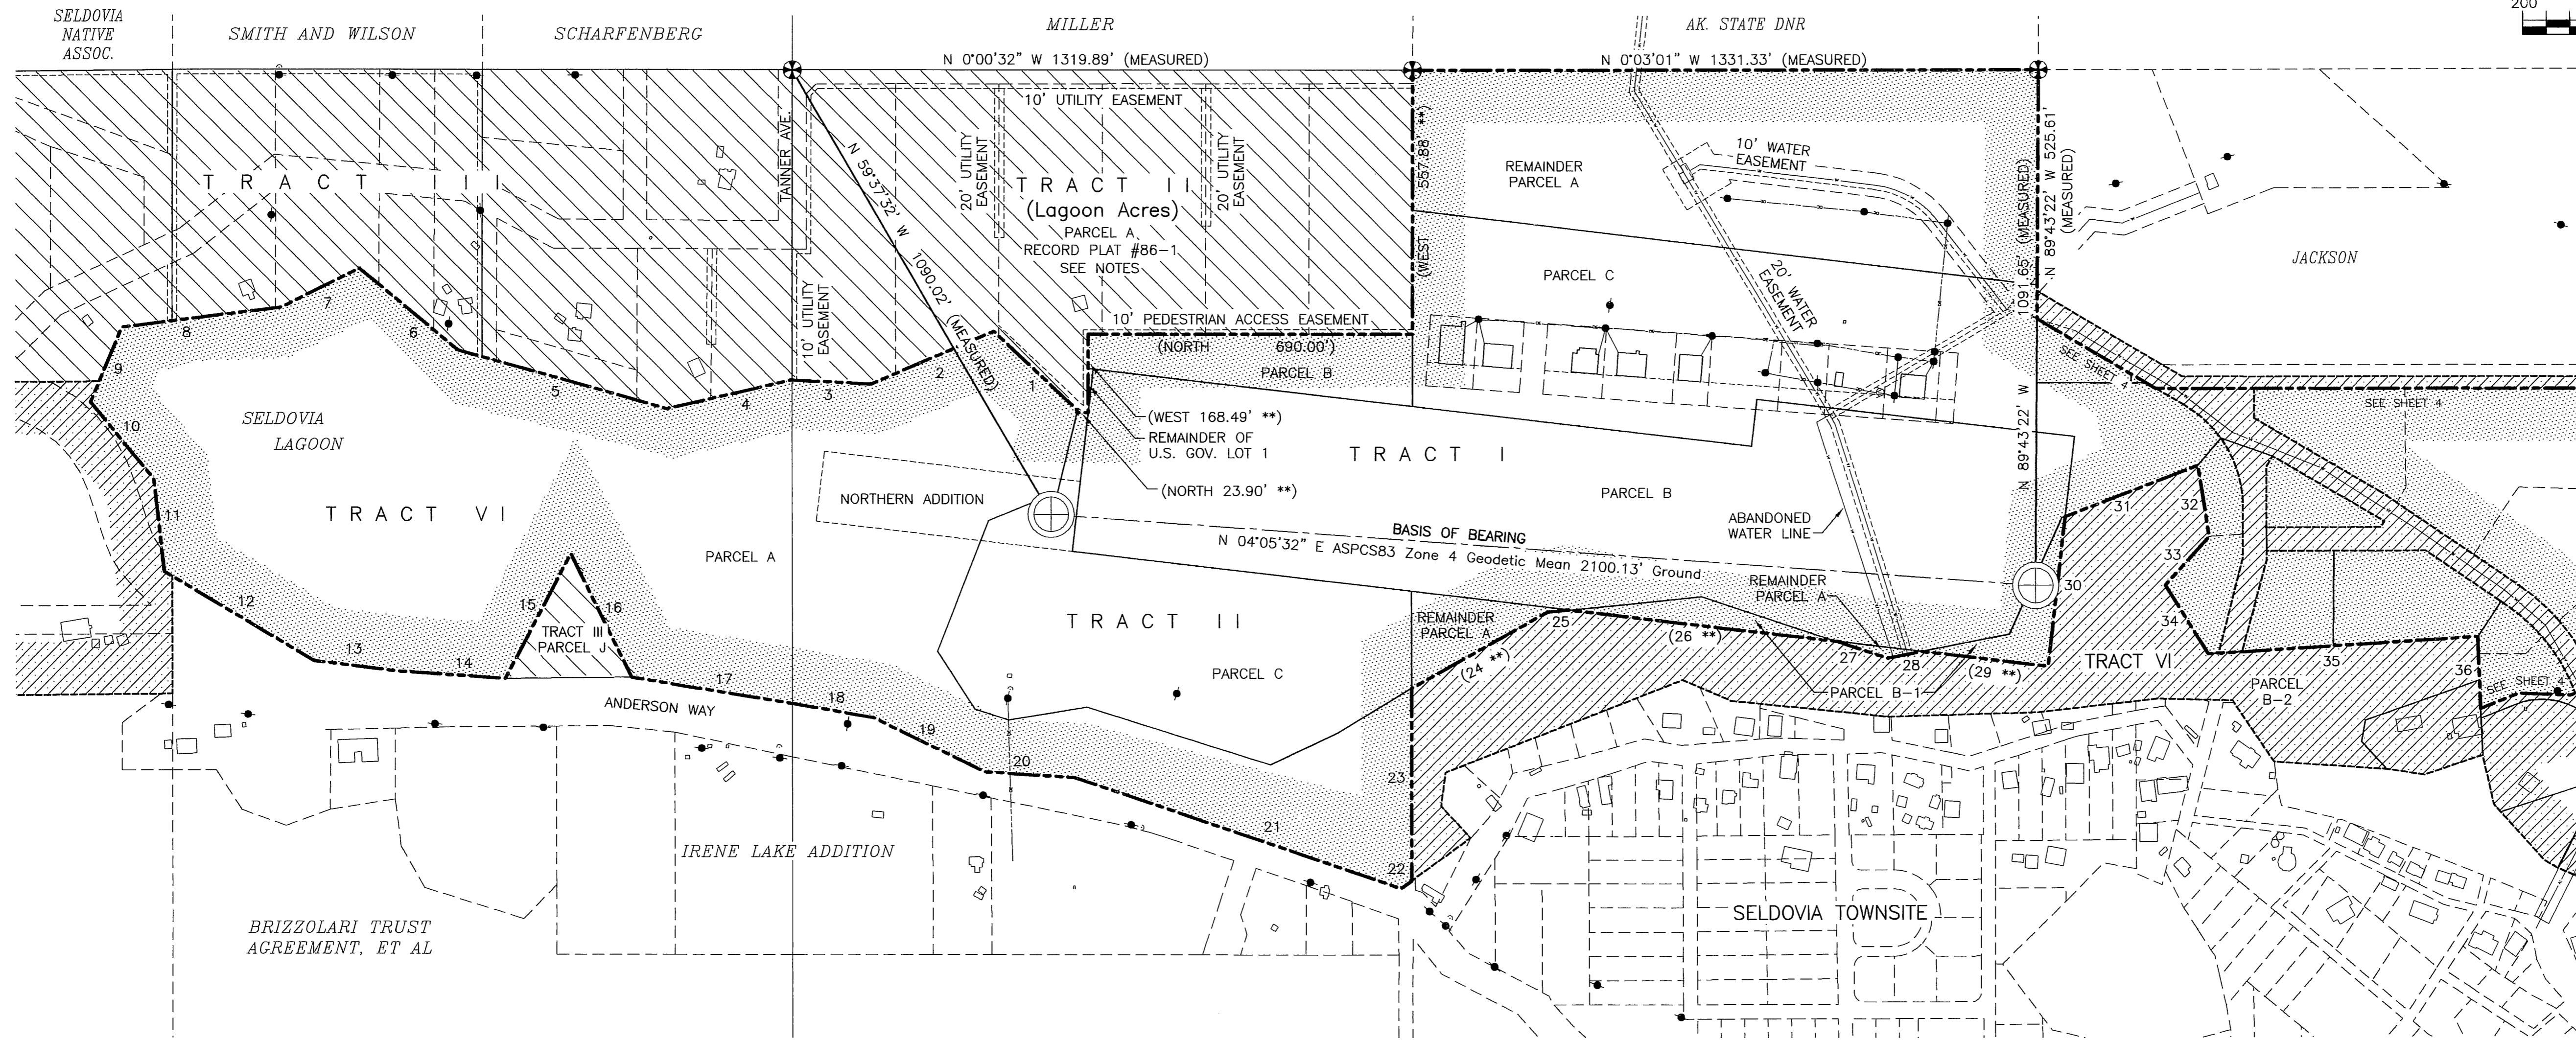 SELDOVIA
NATIVE
ASSOC.
SMITH AND WILSON
SCHARFENBERG
MILLER
AK. STATE DNR
200
N 0°00'32" W 1319.89' (MEASURED)
N 0°03'01" W 1331.33' (MEASURED)
10' UTILITY EASEMENT
TANNER AVE.
N 59°37'32' W 1090.02' (MEASURED)
20' UTILITY
EASEMENT
20' UTILITY
EASEMENT
T R A C T I I I
T R A C T I I
(Lagoon Acres)
PARCEL A
RECORD PLAT #86-1
SEE NOTES
(WEST 557.88' **)
REMAINDER
PARCEL A
10' WATER
EASEMENT
1091.65' (MEASURED)
N 89°43'22' W 525.61'
(MEASURED)
JACKSON
PARCEL C
20' WATER
EASEMENT
10' UTILITY
EASEMENT
10' PEDESTRIAN ACCESS EASEMENT
(NORTH 690.00')
PARCEL B
SEE SHEET 4
SEE SHEET 4
7
8
6
9
5
4
3
2
1
10
SELDOVIA
LAGOON
(WEST 168.49' **)
REMAINDER OF
U.S. GOV. LOT 1
(NORTH 23.90' **)
T R A C T I
PARCEL B
N 89°43'22' W
NORTHERN ADDITION
T R A C T VI
11
PARCEL A
BASIS OF BEARING
N 04°05'32" E ASPCS83 Zone 4 Geodetic Mean 2100.13' Ground
ABANDONED
WATER LINE
31
32
33
34
30
REMAINDER
PARCEL A
12
13
14
15
16
TRACT III
PARCEL J
T R A C T I I
PARCEL C
REMAINDER
PARCEL A
25
(24 **)
(26 **)
27
28
(29 **)
PARCEL B-1
TRACT VI
35
36
PARCEL
B-2
SEE SHEET 4
17
18
19
20
21
22
23
ANDERSON WAY
IRENE LAKE ADDITION
BRIZZOLARI TRUST
AGREEMENT, ET AL
SELDOVIA TOWNSITE